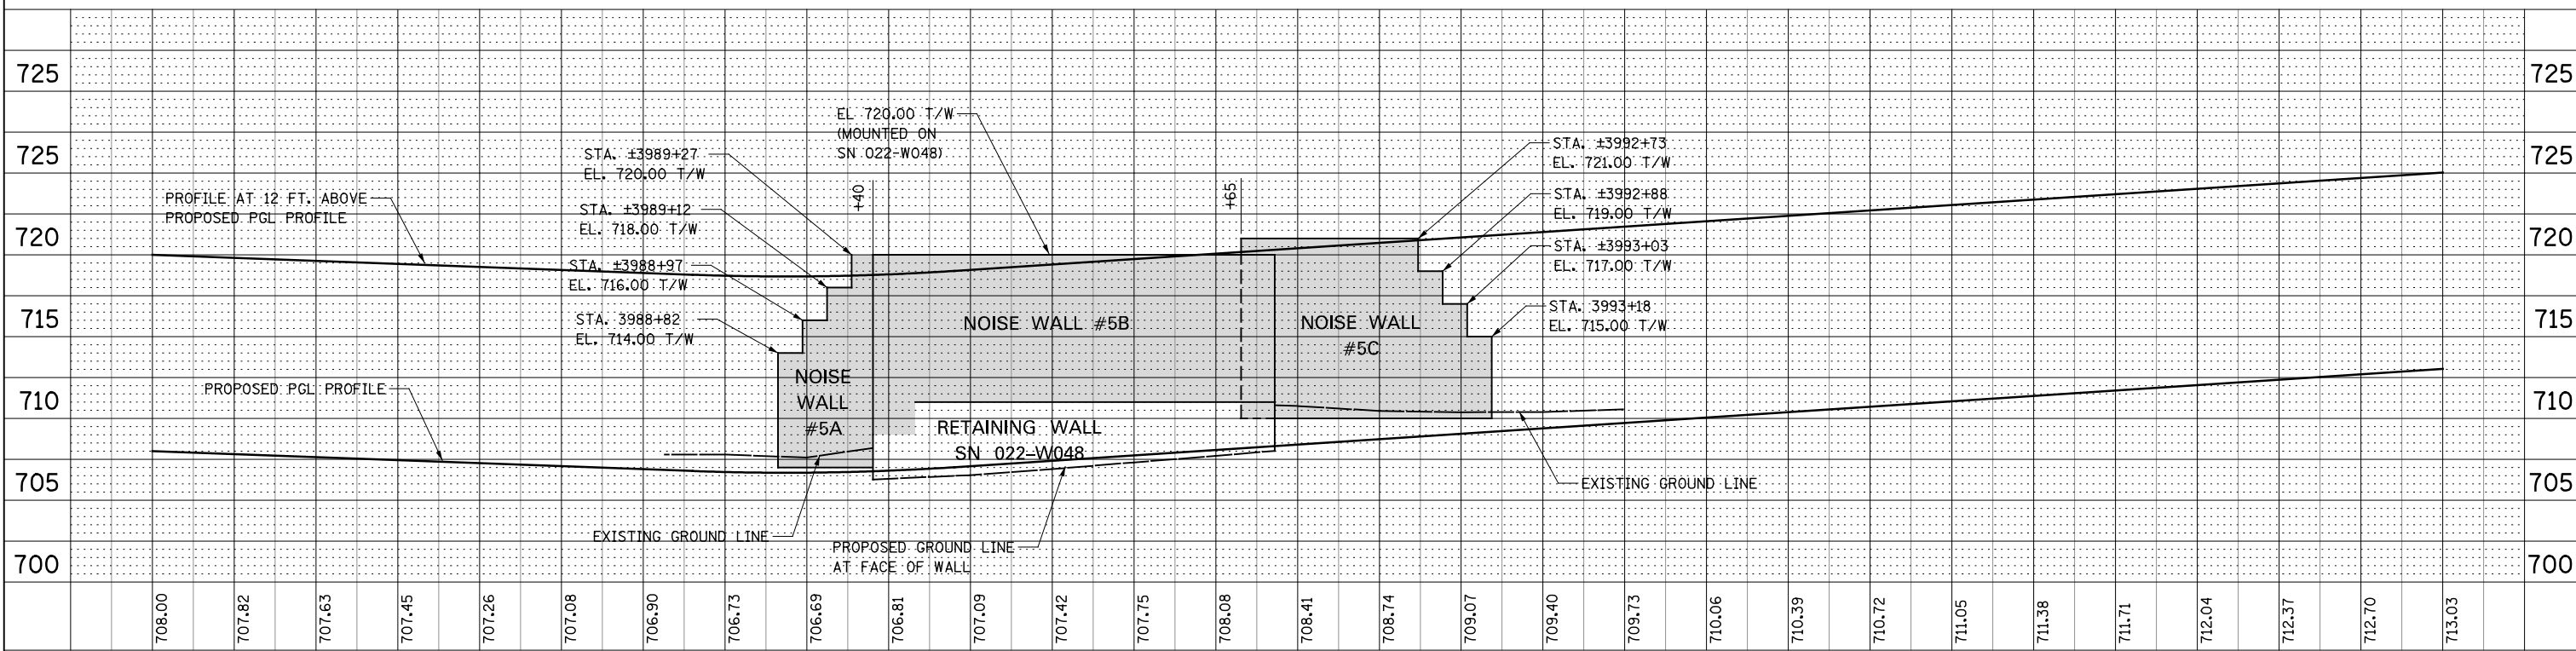 725
725
720
715
710
705
700
PROFILE AT 12 FT. ABOVE
PROPOSED PGL PROFILE
PROPOSED PGL PROFILE
STA. ±3989+27
EL. 720.00 T/W
STA. ±3989+12
EL. 718.00 T/W
STA. ±3988+97
EL. 716.00 T/W
STA. 3988+82
EL. 714.00 T/W
NOISE
WALL
#5A
EXISTING GROUND LINE
+40
EL 720.00 T/W
(MOUNTED ON
SN 022-W048)
NOISE WALL #5B
RETAINING WALL
SN 022-W048
PROPOSED GROUND LINE
AT FACE OF WALL
+65
NOISE WALL
#5C
STA. ±3992+73
EL. 721.00 T/W
STA. ±3992+88
EL. 719.00 T/W
STA. ±3993+03
EL. 717.00 T/W
STA. 3993+18
EL. 715.00 T/W
EXISTING GROUND LINE
725
725
720
715
710
705
700
708.00
707.82
707.63
707.45
707.26
707.08
706.90
706.73
706.69
706.81
707.09
707.42
707.75
708.08
708.41
708.74
709.07
709.40
709.73
710.06
710.39
710.72
711.05
711.38
711.71
712.04
712.37
712.70
713.03